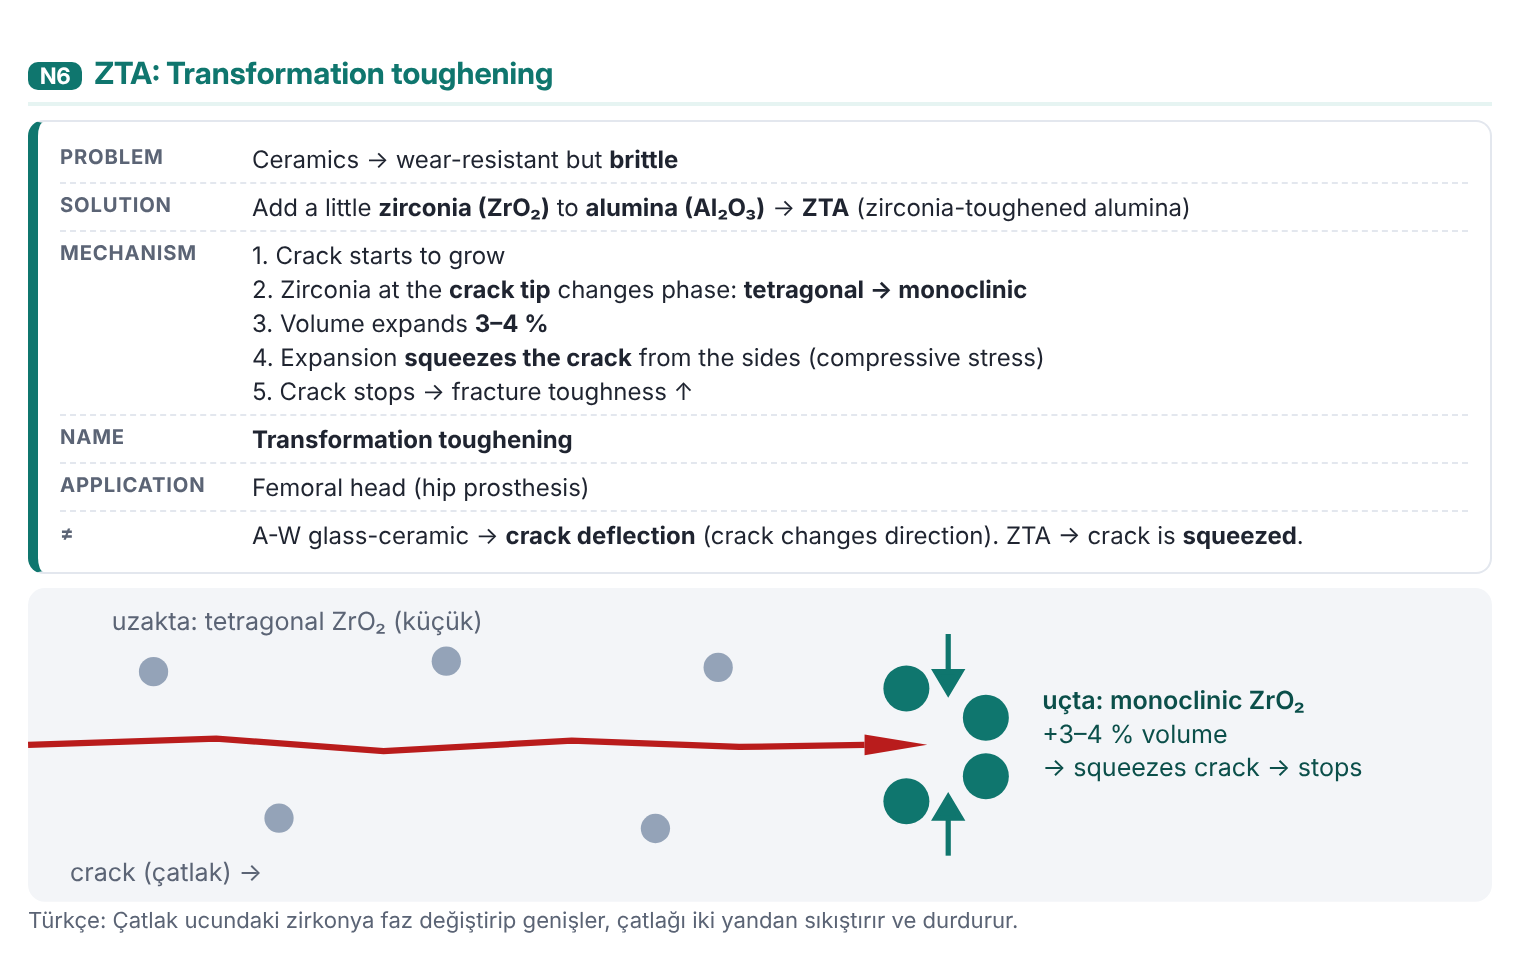 N6 ZTA: Transformation toughening
PROBLEM Ceramics → wear-resistant but brittle
SOLUTION Add a little zirconia (ZrO₂) to alumina (Al₂O₃) → ZTA (zirconia-toughened alumina)
MECHANISM 1. Crack starts to grow
2. Zirconia at the crack tip changes phase: tetragonal → monoclinic
3. Volume expands 3–4 %
4. Expansion squeezes the crack from the sides (compressive stress)
5. Crack stops → fracture toughness ↑
NAME Transformation toughening
APPLICATION Femoral head (hip prosthesis)
≠ A-W glass-ceramic → crack deflection (crack changes direction). ZTA → crack is squeezed.
uzakta: tetragonal ZrO₂ (küçük)
uçta: monoclinic ZrO₂
+3–4 % volume
→ squeezes crack → stops
crack (çatlak) →
Türkçe: Çatlak ucundaki zirkonya faz değiştirip genişler, çatlağı iki yandan sıkıştırır ve durdurur.